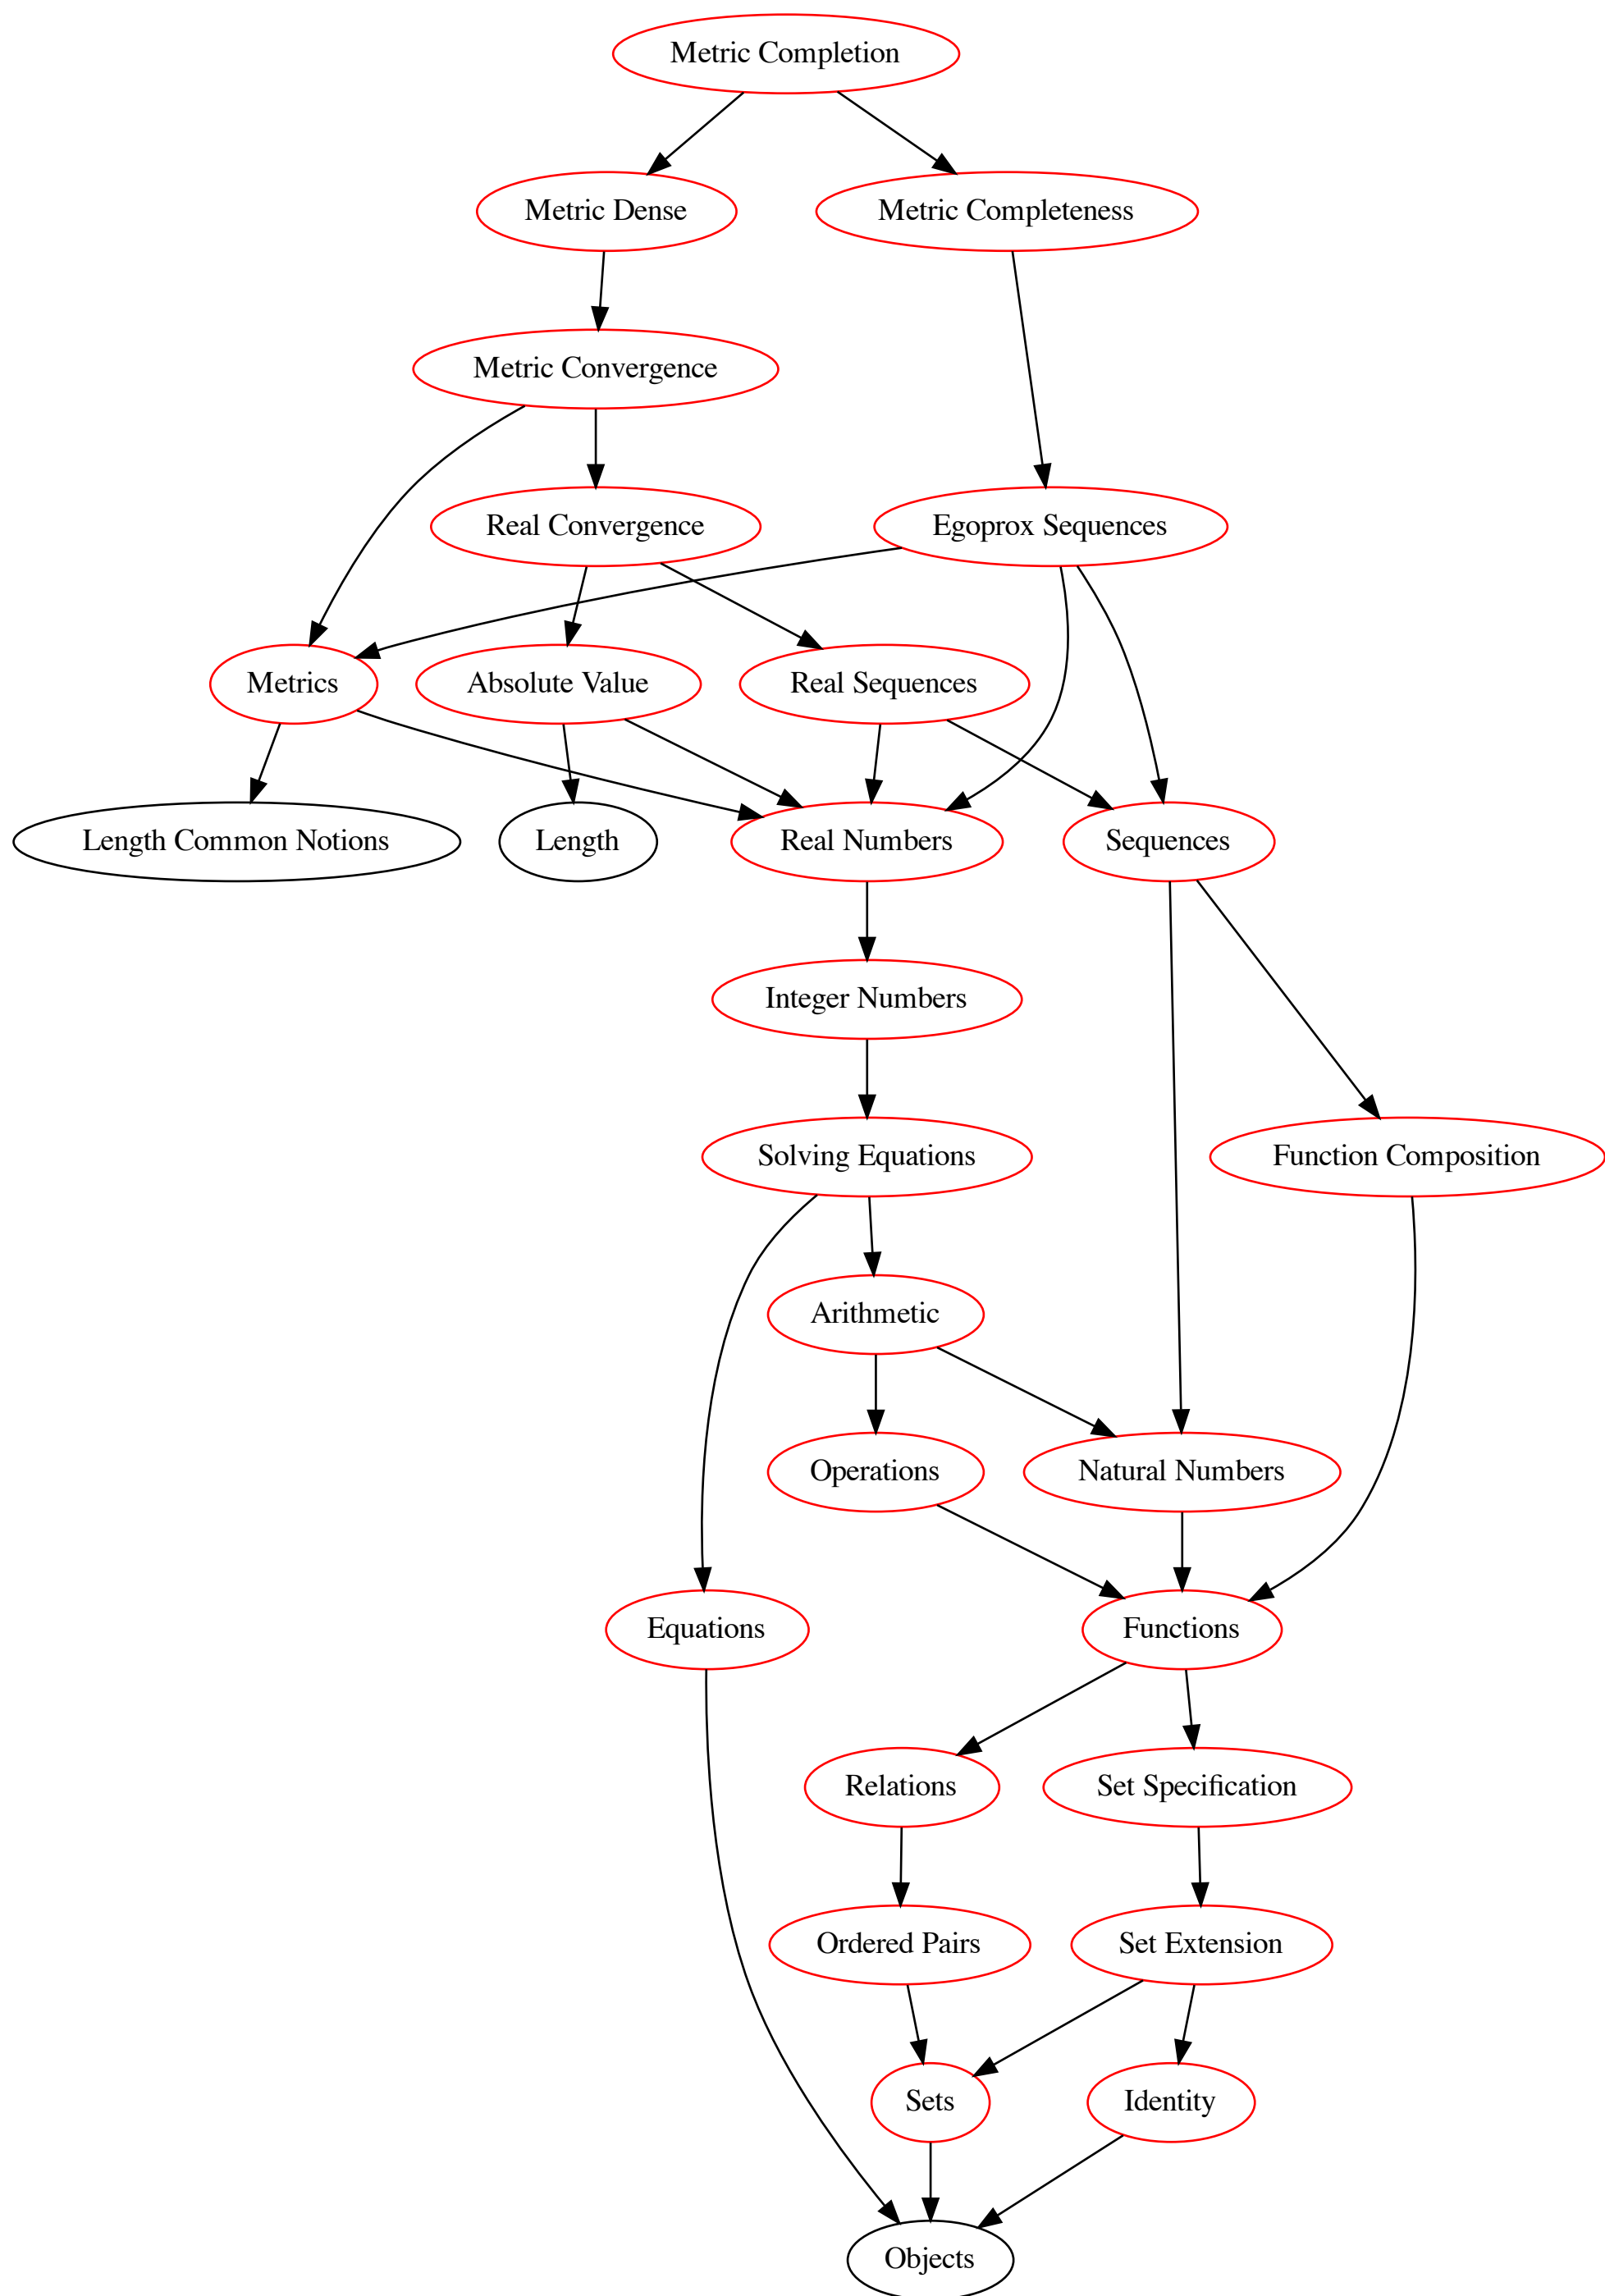 Metric Completion
Metric Dense
Metric Completeness
Metric Convergence
Real Convergence
Egoprox Sequences
Metrics
Absolute Value
Real Sequences
Length Common Notions
Length
Real Numbers
Sequences
Integer Numbers
Solving Equations
Function Composition
Arithmetic
Operations
Natural Numbers
Equations
Functions
Relations
Set Specification
Ordered Pairs
Set Extension
Sets
Identity
Objects